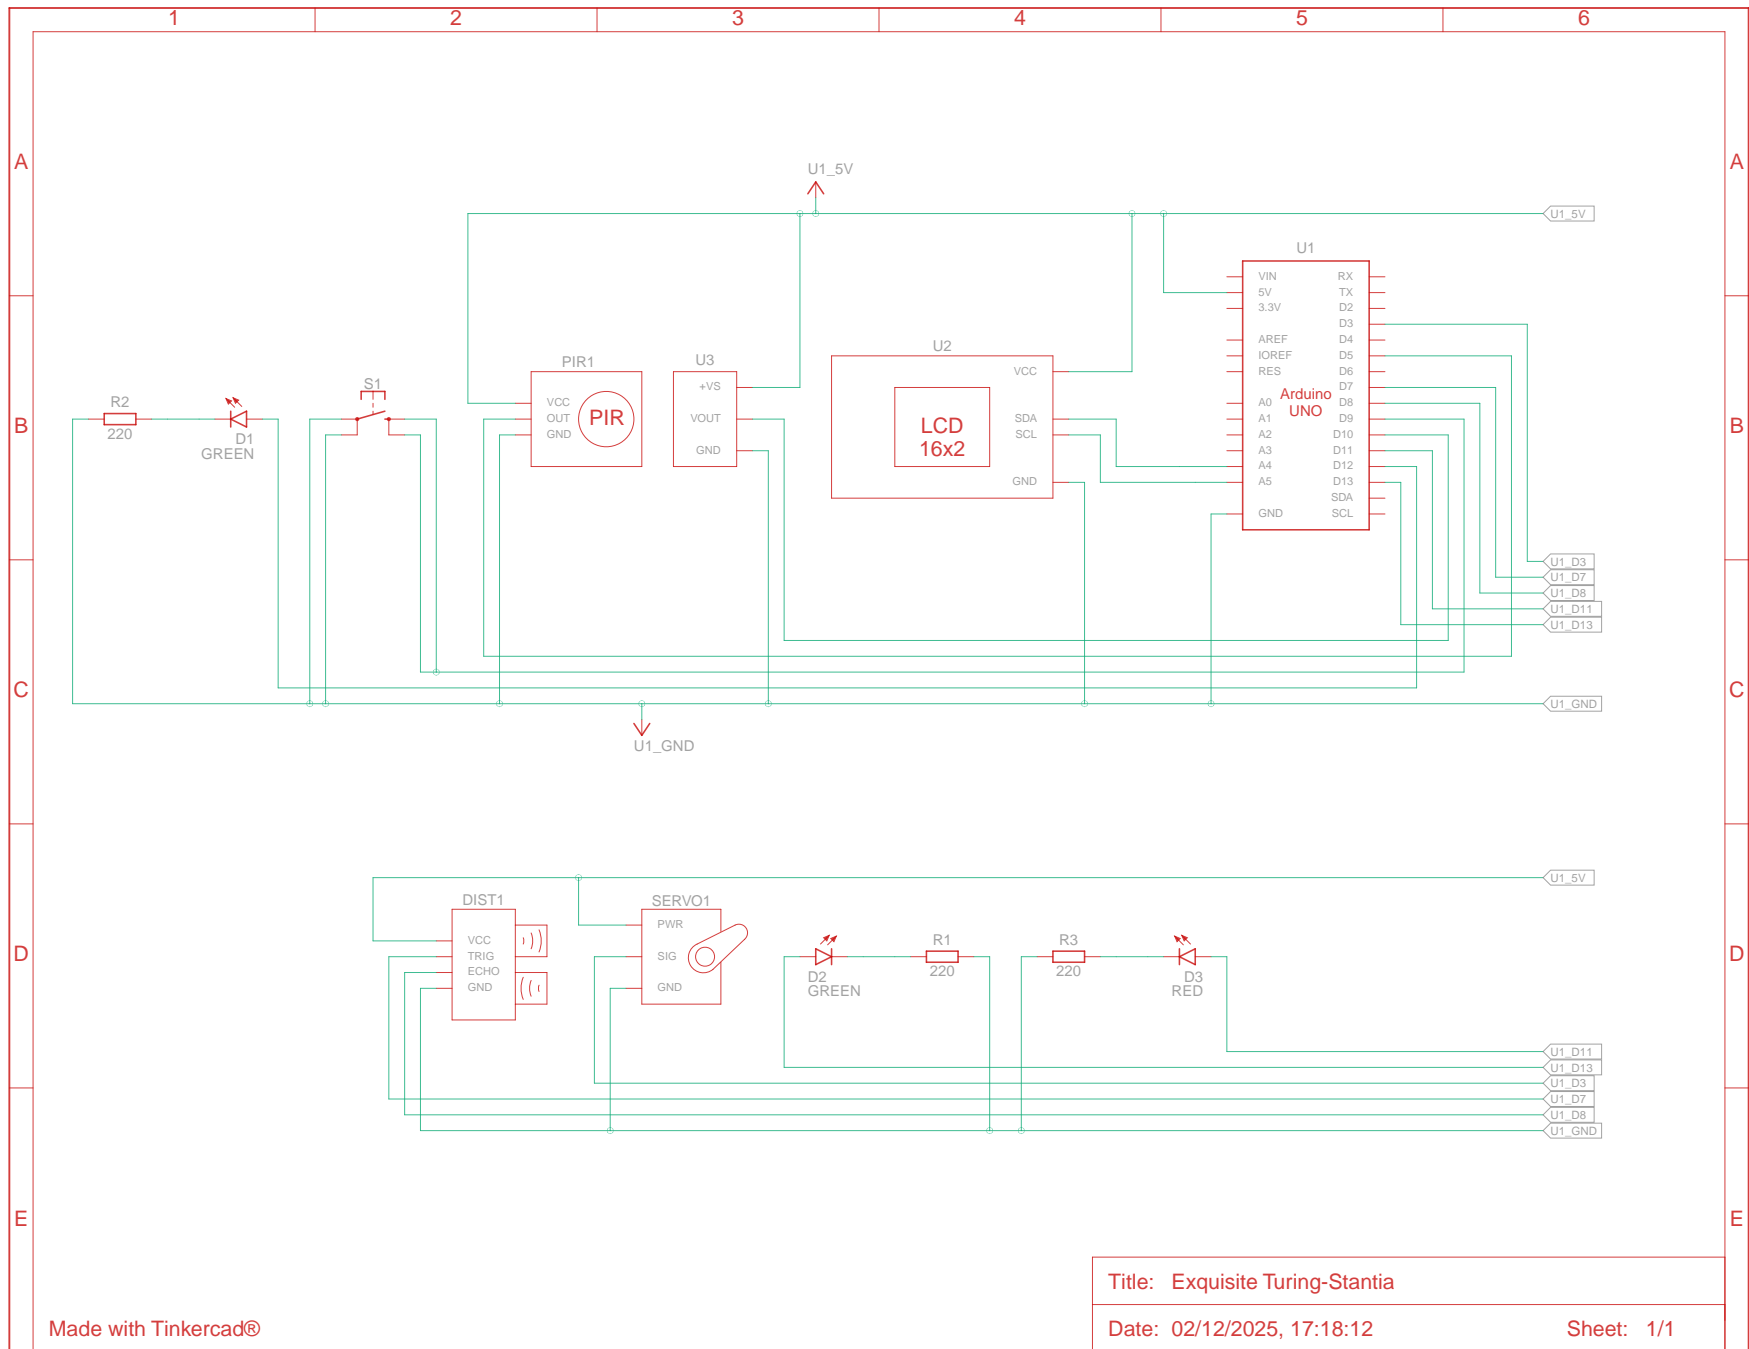 1 2 3 4 5 6
A A
U1_5V
U1_5V
U1
VIN RX
5V TX
3.3V D2
D3
AREF D4
IOREF D5
RES D6
D7
A0 D8
A1 D9
A2 D10
A3 D11
A4 D12
A5 D13
SDA
GND SCL
Arduino
UNO
B B
R2
220
D1
GREEN
S1
PIR1
VCC
OUT
GND
PIR
U3
+VS
VOUT
GND
U2
VCC
SDA
SCL
GND
LCD
16x2
U1_D3
U1_D7
U1_D8
U1_D11
U1_D13
C C
U1_GND
U1_GND
U1_5V
D D
DIST1
VCC
TRIG
ECHO
GND
SERVO1
PWR
SIG
GND
D2
GREEN
R1
220
R3
220
D3
RED
U1_D11
U1_D13
U1_D3
U1_D7
U1_D8
U1_GND
E E
Title: Exquisite Turing-Stantia
Made with Tinkercad®
Date: 02/12/2025, 17:18:12 Sheet: 1/1